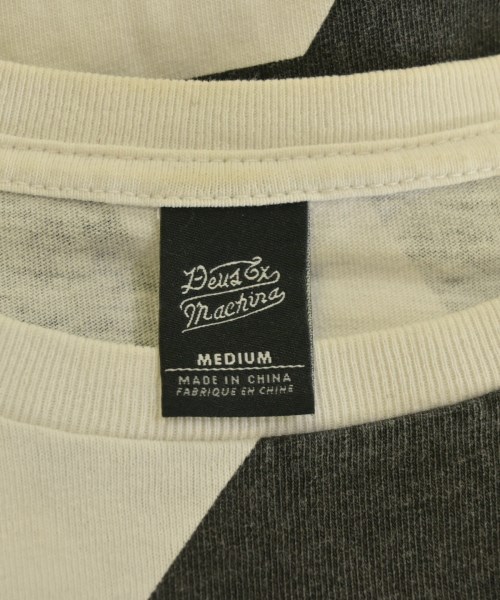 Deus Ex
Machina
MEDIUM
MADE IN CHINA
FABRIQUE EN CHINE